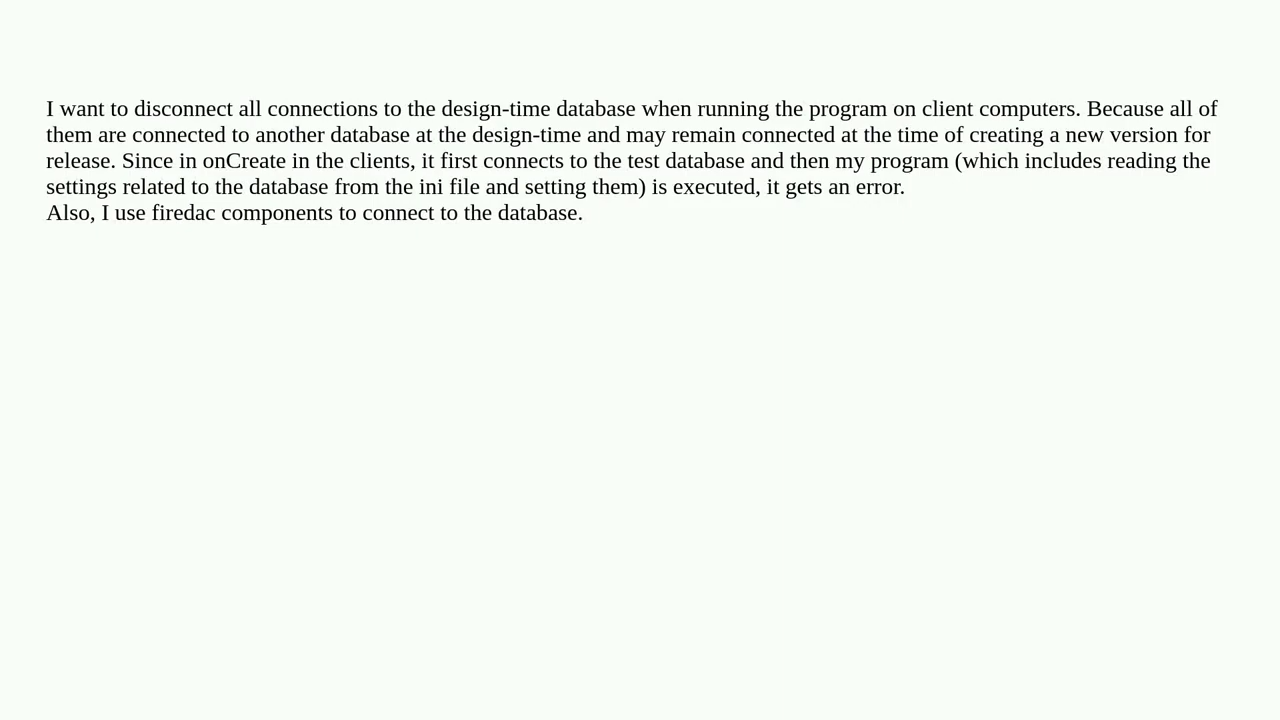 I want to disconnect all connections to the design-time database when running the program on client computers. Because all of
them are connected to another database at the design-time and may remain connected at the time of creating a new version for
release. Since in onCreate in the clients, it first connects to the test database and then my program (which includes reading the
settings related to the database from the ini file and setting them) is executed, it gets an error.
Also, I use firedac components to connect to the database.